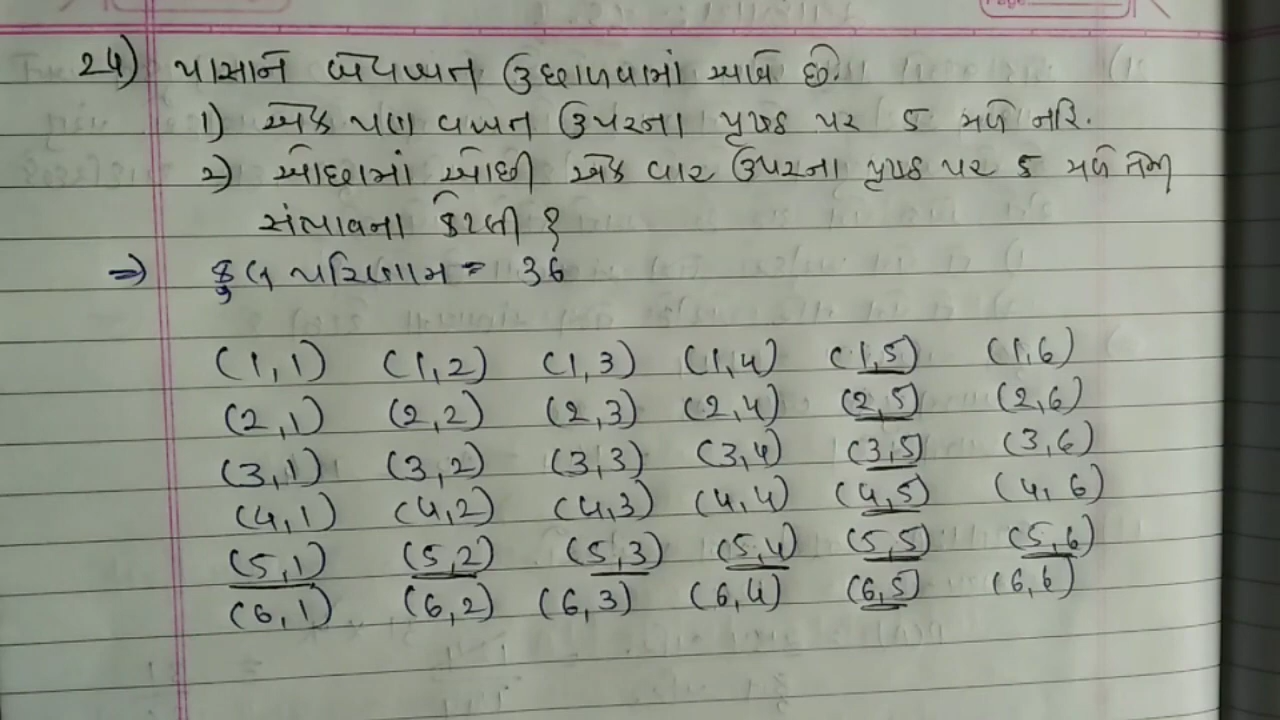 24) પાસાને બે વખત ઉછાળવામાં આવે છે.
1) એક પણ વખત ઉપરના પૃષ્ઠ પર 5 મળે નહિ.
2) ઓછામાં ઓછી એક વાર ઉપરના પૃષ્ઠ પર 5 મળે તેની
સંભાવના કેટલી ?
⇒ કુલ પરિણામ = 36
(1,1) (1,2) (1,3) (1,4) (1,5) (1,6)
(2,1) (2,2) (2,3) (2,4) (2,5) (2,6)
(3,1) (3,2) (3,3) (3,4) (3,5) (3,6)
(4,1) (4,2) (4,3) (4,4) (4,5) (4,6)
(5,1) (5,2) (5,3) (5,4) (5,5) (5,6)
(6,1) (6,2) (6,3) (6,4) (6,5) (6,6)